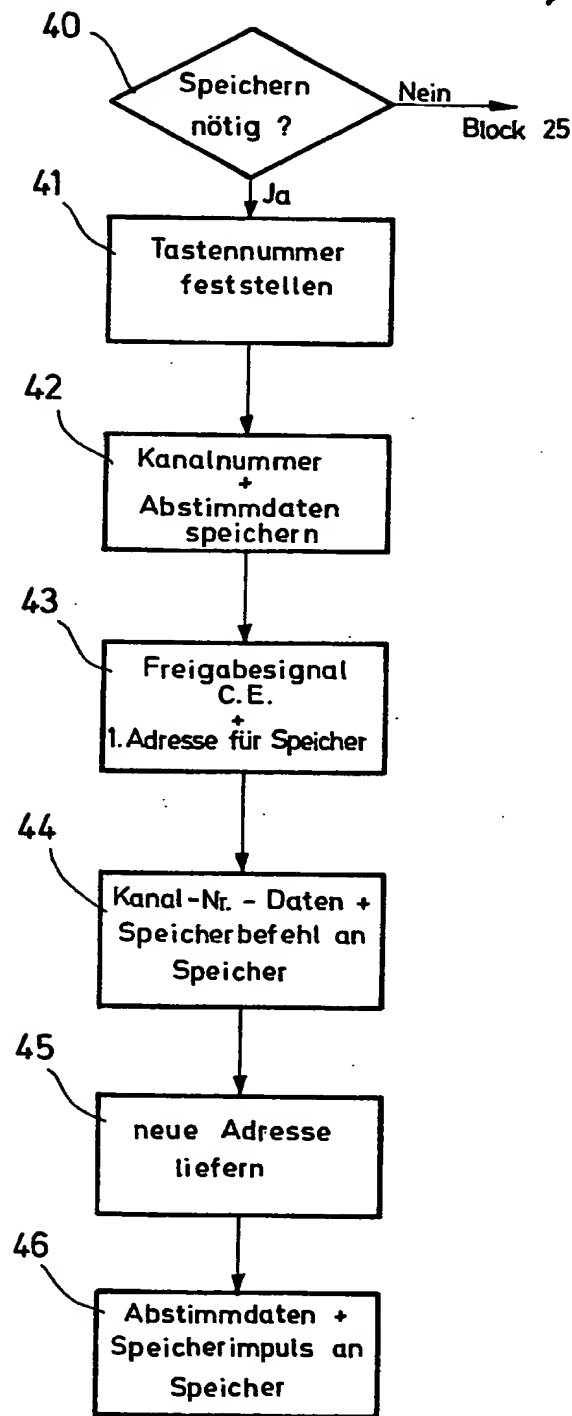 40
Speichern
nötig ?
Nein
Block 25
Ja
41
Tastennummer
feststellen
42
Kanalnummer
+
Abstimmdaten
speichern
43
Freigabesignal
C.E.
+
1. Adresse für Speicher
44
Kanal-Nr. - Daten +
Speicherbefehl an
Speicher
45
neue Adresse
liefern
46
Abstimmdaten +
Speicherimpuls an
Speicher